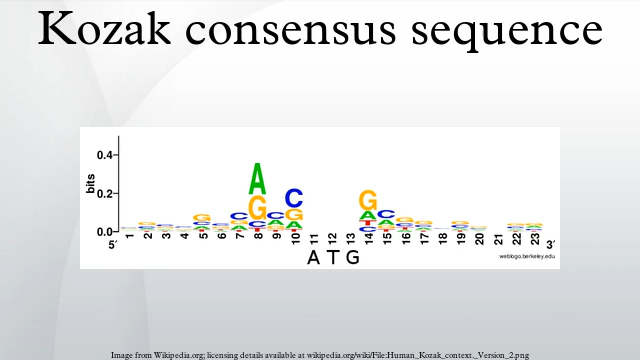 Kozak consensus sequence
0.4
bits
0.2
0.0
A
G
C
C
G
G
A
T
C
C
5′ 1 2 3 4 5 6 7 8 9 10 11 12 13 14 15 16 17 18 19 20 21 22 23 3′
A T G
weblogo.berkeley.edu
Image from Wikipedia.org; licensing details available at wikipedia.org/wiki/File:Human_Kozak_context._Version_2.png